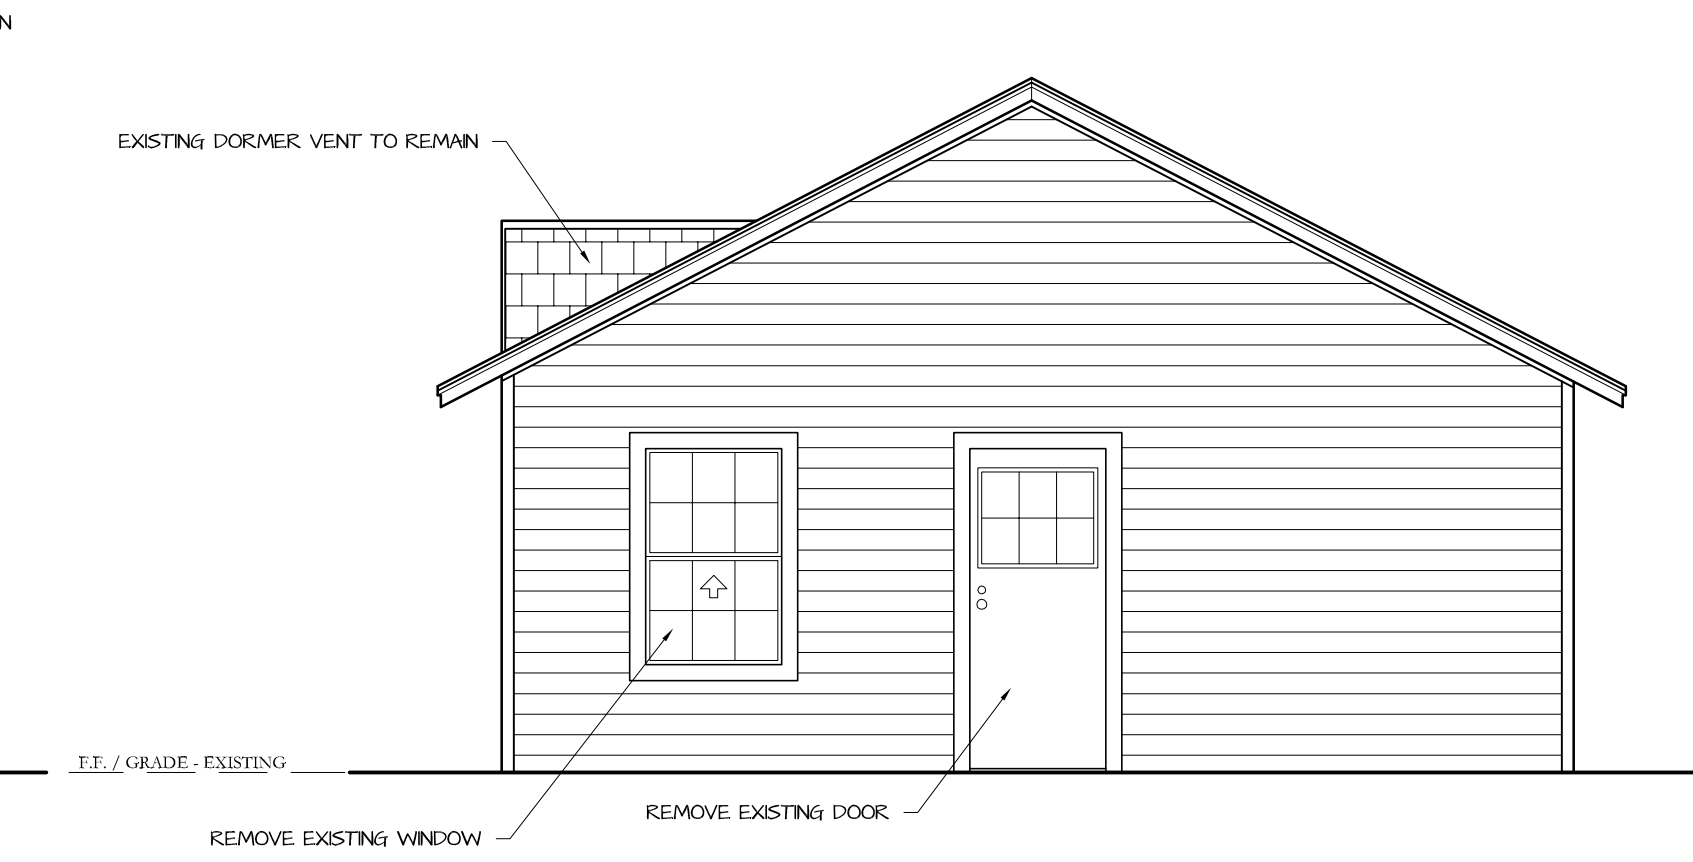 N
EXISTING DORMER VENT TO REMAIN
F.F. / GRADE - EXISTING
REMOVE EXISTING DOOR
REMOVE EXISTING WINDOW